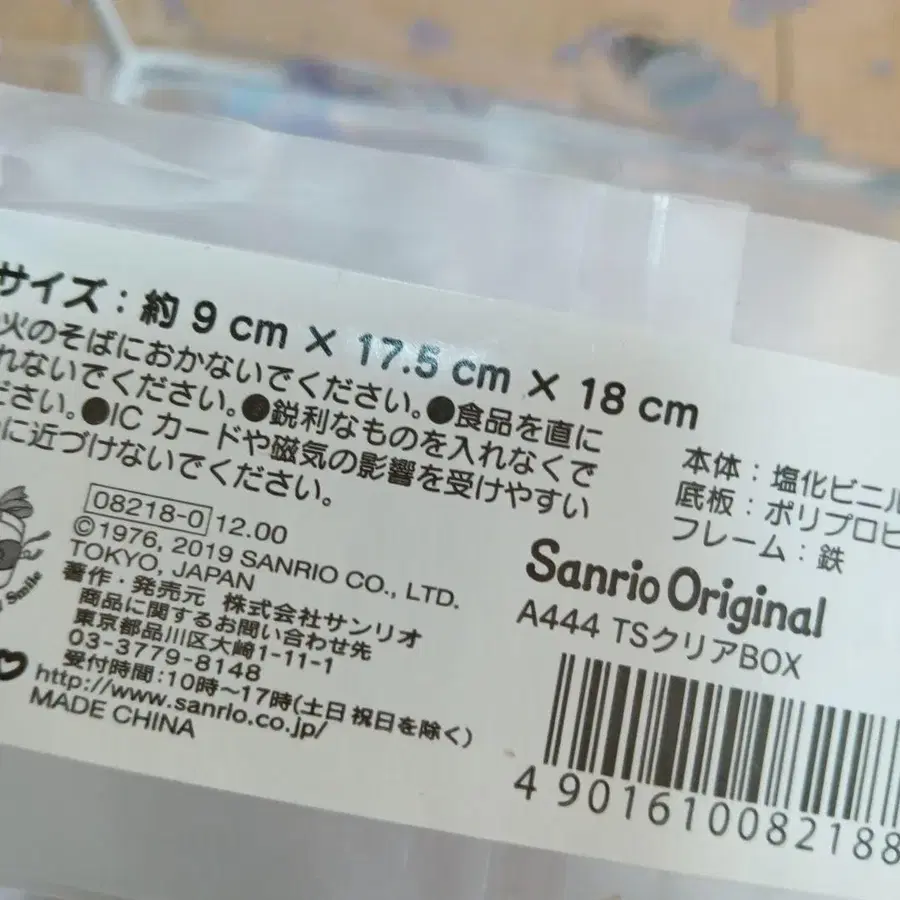 サイズ：約 9 cm × 17.5 cm × 18 cm
火のそばにおかないでください。●食品を直に
れないでください。●鋭利なものを入れなくで
ださい。●IC カードや磁気の影響を受けやすい
に近づけないでください。
本体：塩化ビニル
底板：ポリプロピ
フレーム：鉄
Smile
08218-0 12.00
©1976, 2019 SANRIO CO., LTD.
TOKYO, JAPAN
著作・発売元 株式会社サンリオ
商品に関するお問い合わせ先
東京都品川区大崎1-11-1
03-3779-8148
受付時間：10時～17時(土日祝日を除く)
http://www.sanrio.co.jp/
MADE CHINA
Sanrio Original
A444 TSクリアBOX
4 901610082188